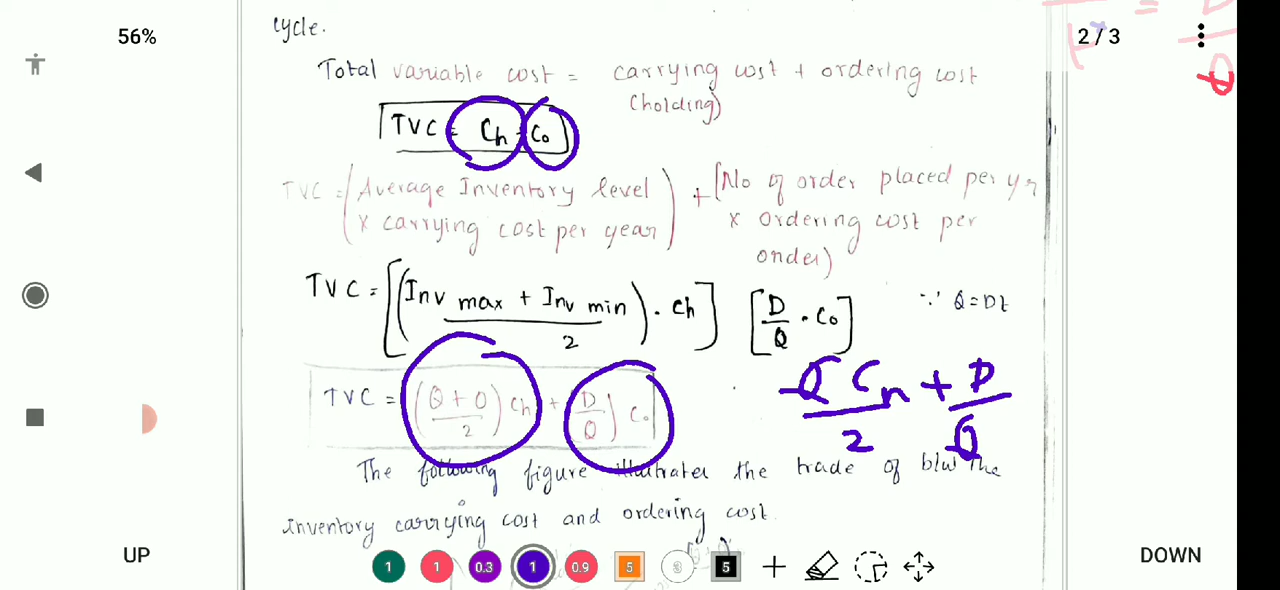 56%
2/3
cycle.
Total variable cost = carrying cost + ordering cost
(holding)
TVC = Ch + Co
TVC = (Average Inventory level × carrying cost per year) + [No of order placed per yr × ordering cost per order)
TVC = [(Inv max + Inv min / 2) . Ch] [D/Q . Co] ∵ Q = Dt
TVC = (Q + 0 / 2) Ch + (D/Q) Co
Q Ch / 2 + D / Q
The following figure illustrates the trade of b/w the
inventory carrying cost and ordering cost.
1 1 0.3 1 0.9 5 3 5
UP
DOWN